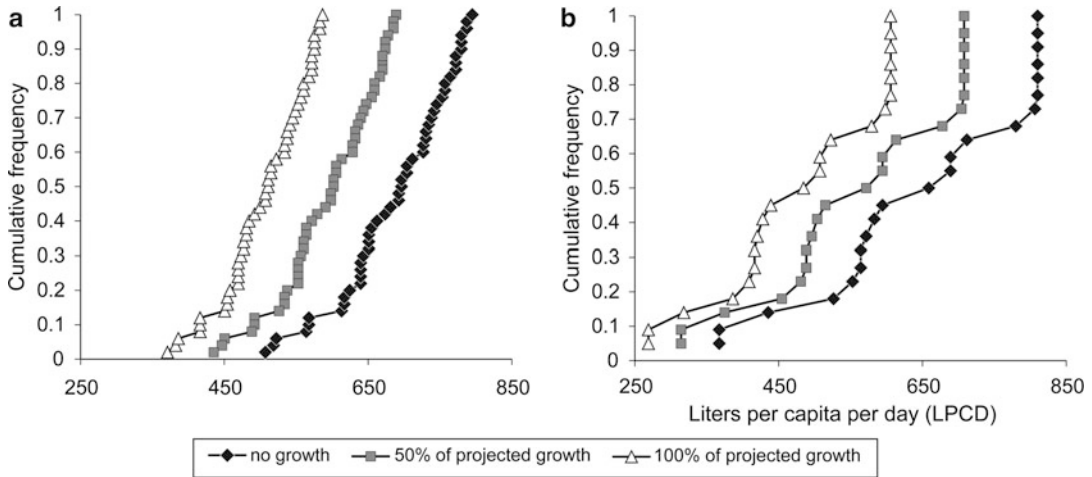 a
Cumulative frequency
1
0.9
0.8
0.7
0.6
0.5
0.4
0.3
0.2
0.1
0
250 450 650 850
b
Cumulative frequency
1
0.9
0.8
0.7
0.6
0.5
0.4
0.3
0.2
0.1
0
250 450 650 850
Liters per capita per day (LPCD)
no growth 50% of projected growth 100% of projected growth